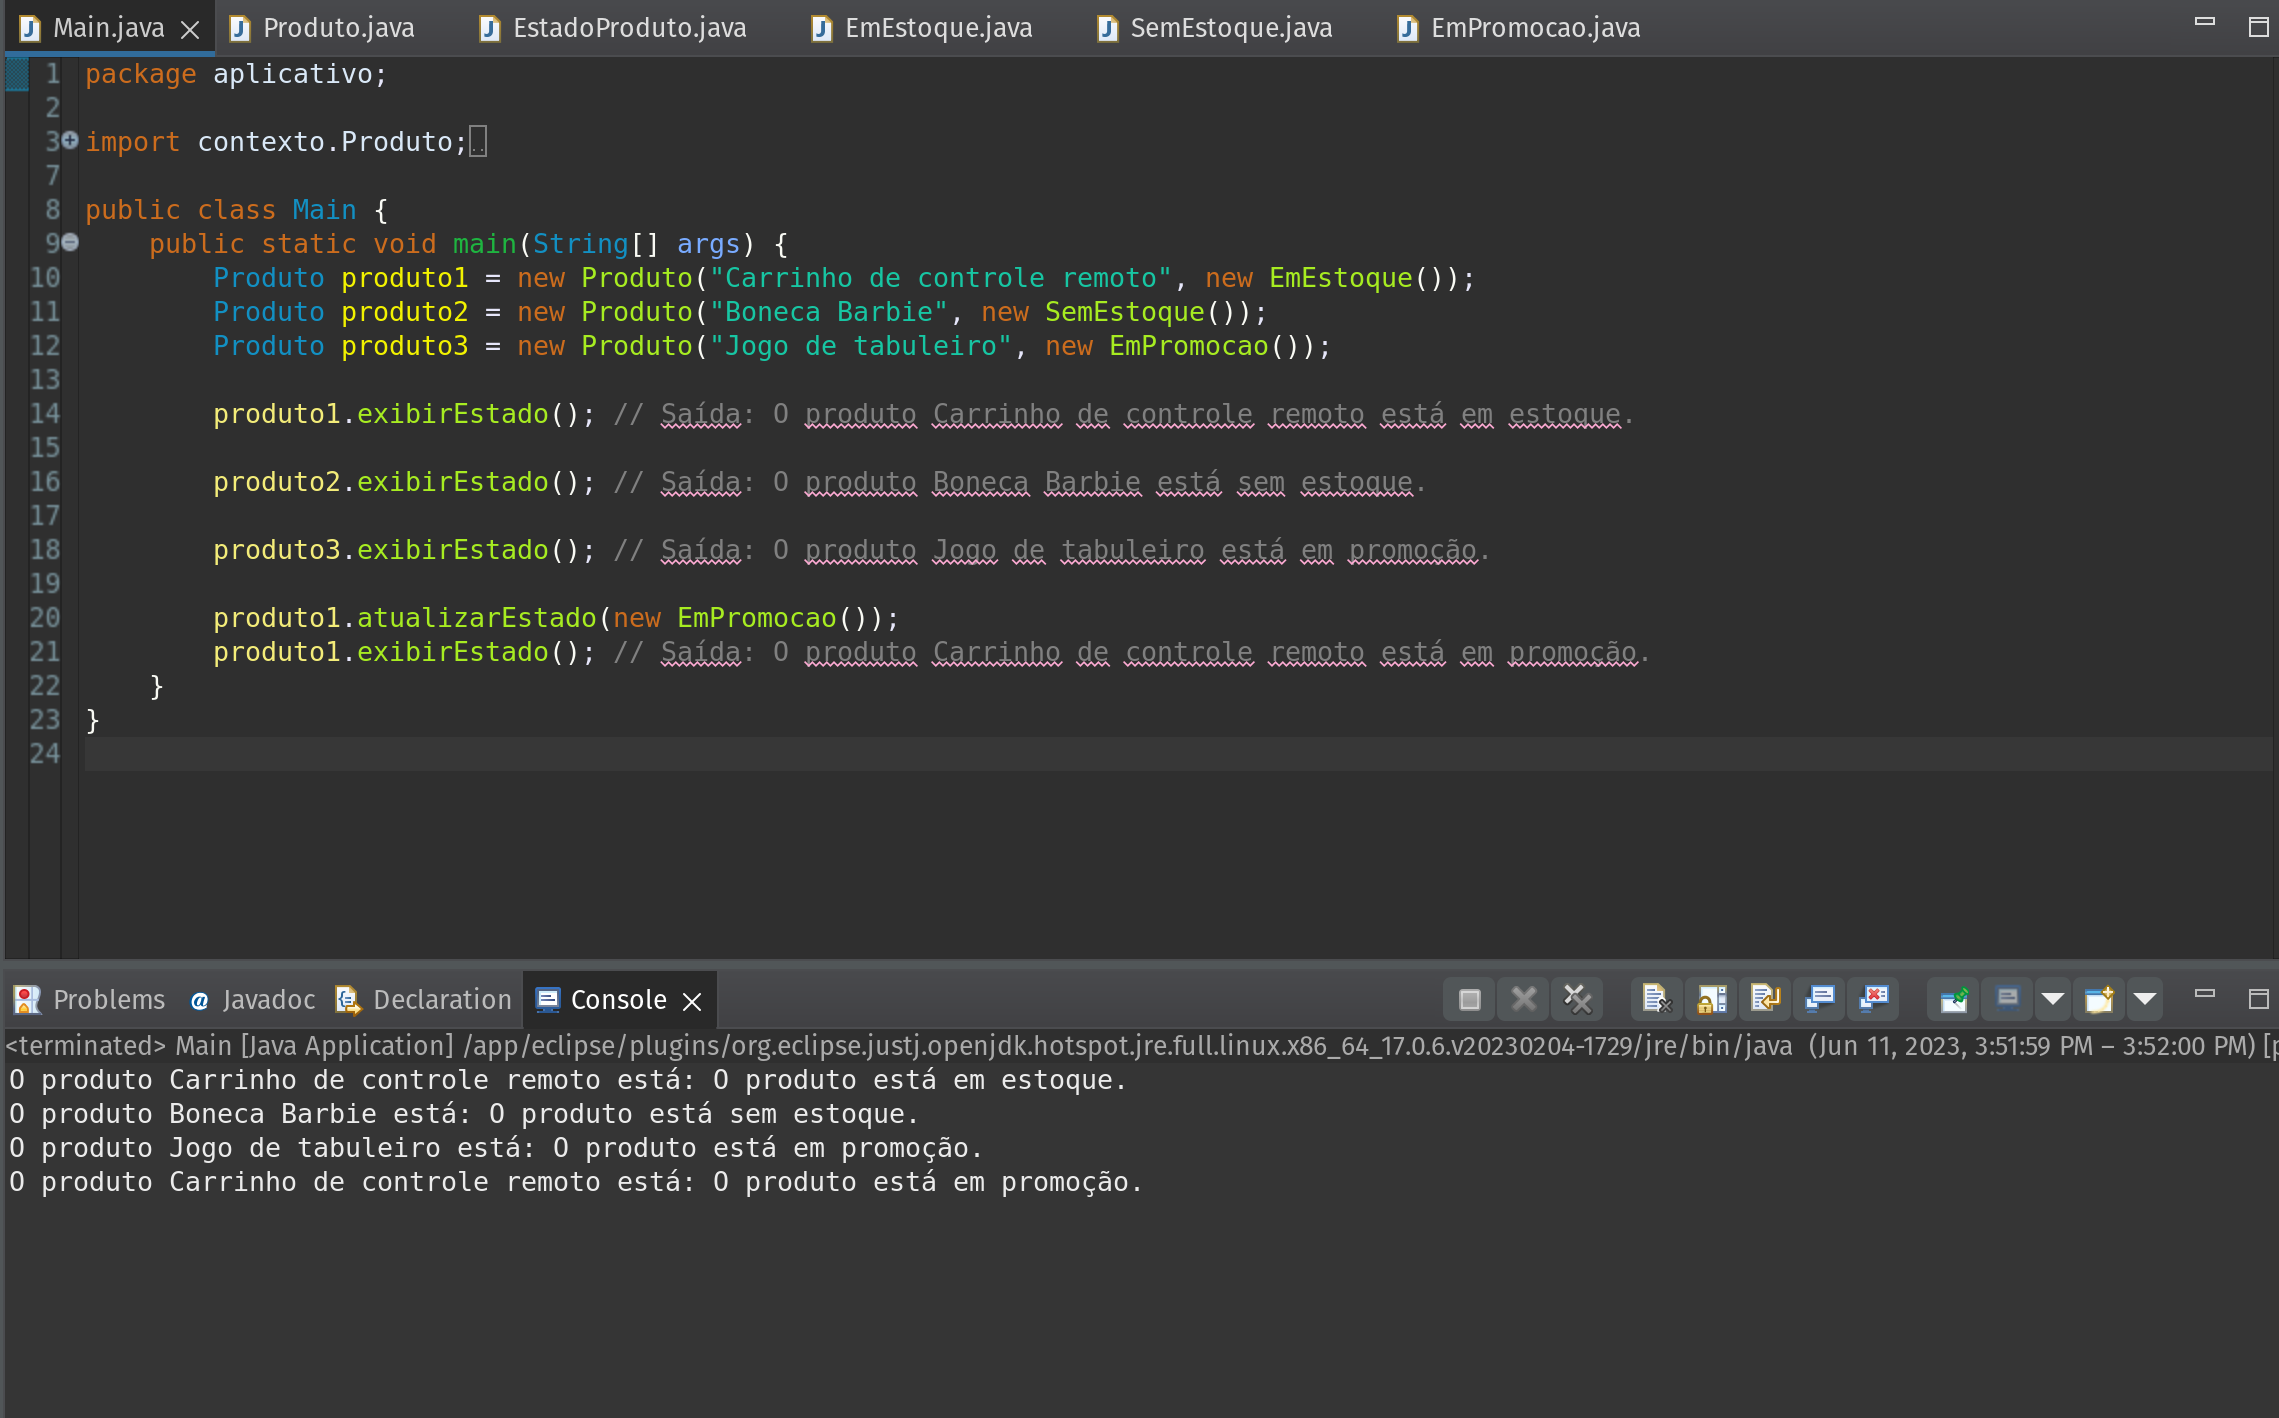 Main.java Produto.java EstadoProduto.java EmEstoque.java SemEstoque.java EmPromocao.java
1 package aplicativo;
2
3 import contexto.Produto;
7
8 public class Main {
9 public static void main(String[] args) {
10 Produto produto1 = new Produto("Carrinho de controle remoto", new EmEstoque());
11 Produto produto2 = new Produto("Boneca Barbie", new SemEstoque());
12 Produto produto3 = new Produto("Jogo de tabuleiro", new EmPromocao());
13
14 produto1.exibirEstado(); // Saída: O produto Carrinho de controle remoto está em estoque.
15
16 produto2.exibirEstado(); // Saída: O produto Boneca Barbie está sem estoque.
17
18 produto3.exibirEstado(); // Saída: O produto Jogo de tabuleiro está em promoção.
19
20 produto1.atualizarEstado(new EmPromocao());
21 produto1.exibirEstado(); // Saída: O produto Carrinho de controle remoto está em promoção.
22 }
23 }
24
Problems @ Javadoc Declaration Console
<terminated> Main [Java Application] /app/eclipse/plugins/org.eclipse.justj.openjdk.hotspot.jre.full.linux.x86_64_17.0.6.v20230204-1729/jre/bin/java (Jun 11, 2023, 3:51:59 PM – 3:52:00 PM) [p
O produto Carrinho de controle remoto está: O produto está em estoque.
O produto Boneca Barbie está: O produto está sem estoque.
O produto Jogo de tabuleiro está: O produto está em promoção.
O produto Carrinho de controle remoto está: O produto está em promoção.